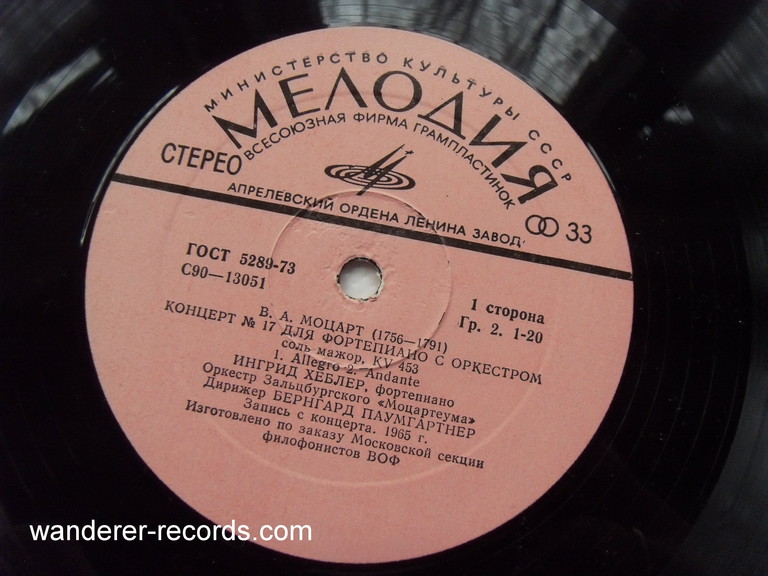 МИНИСТЕРСТВО КУЛЬТУРЫ СССР
МЕЛОДИЯ
ВСЕСОЮЗНАЯ ФИРМА ГРАМПЛАСТИНОК
СТЕРЕО
АПРЕЛЕВСКИЙ ОРДЕНА ЛЕНИНА ЗАВОД
33
ГОСТ 5289-73
С90—13051
1 сторона
Гр. 2. 1-20
В. А. МОЦАРТ (1756—1791)
КОНЦЕРТ № 17 ДЛЯ ФОРТЕПИАНО С ОРКЕСТРОМ
соль мажор, KV 453
1. Allegro 2. Andante
ИНГРИД ХЕБЛЕР, фортепиано
Оркестр Зальцбургского «Моцартеума»
Дирижер БЕРНГАРД ПАУМГАРТНЕР
Запись с концерта. 1965 г.
Изготовлено по заказу Московской секции
филофонистов ВОФ
wanderer-records.com